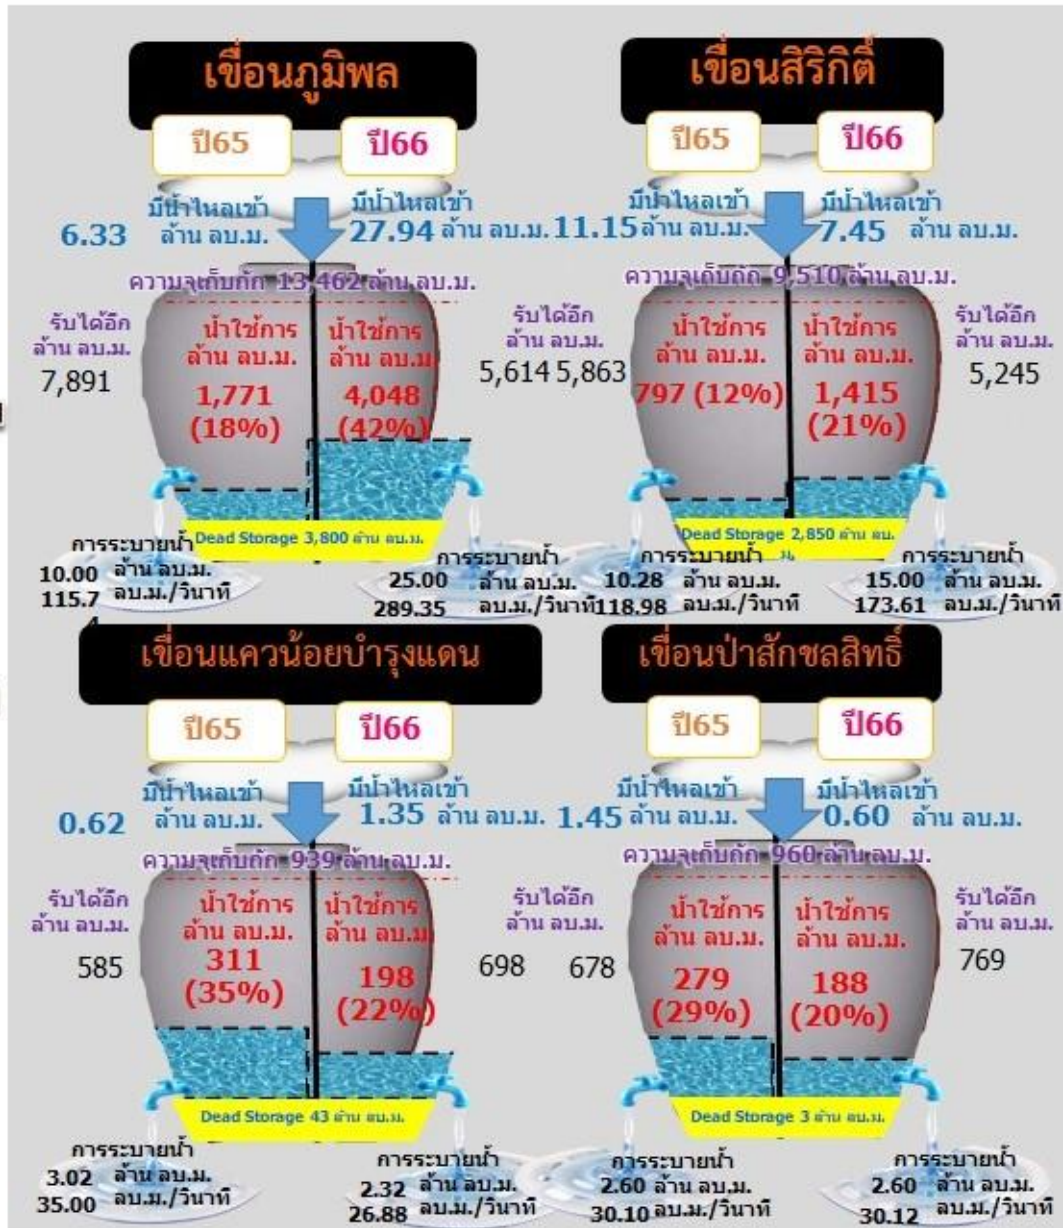 เขื่อนภูมิพล
ปี65 ปี66
มีน้ำไหลเข้า มีน้ำไหลเข้า
6.33 ล้าน ลบ.ม. 27.94 ล้าน ลบ.ม.
ความจุเก็บกัก 13,462 ล้าน ลบ.ม.
รับได้อีก
ล้าน ลบ.ม.
7,891
น้ำใช้การ
ล้าน ลบ.ม.
1,771
(18%)
น้ำใช้การ
ล้าน ลบ.ม
4,048
(42%)
รับได้อีก
ล้าน ลบ.ม.
5,614
Dead Storage 3,800 ล้าน ลบ.ม.
การระบายน้ำ
10.00 ล้าน ลบ.ม.
115.7 ลบ.ม./วินาที
4
การระบายน้ำ
25.00 ล้าน ลบ.ม.
289.35 ลบ.ม./วินาที
เขื่อนสิริกิติ์
ปี65 ปี66
มีน้ำไหลเข้า มีน้ำไหลเข้า
11.15 ล้าน ลบ.ม. 7.45 ล้าน ลบ.ม.
ความจุเก็บกัก 9,510 ล้าน ลบ.ม.
5,863
น้ำใช้การ
ล้าน ลบ.ม.
797 (12%)
น้ำใช้การ
ล้าน ลบ.ม.
1,415
(21%)
รับได้อีก
ล้าน ลบ.ม.
5,245
Dead Storage 2,850 ล้าน ลบ.
ม.
การระบายน้ำ
10.28 ล้าน ลบ.ม.
118.98 ลบ.ม./วินาที
การระบายน้ำ
15.00 ล้าน ลบ.ม.
173.61 ลบ.ม./วินาที
เขื่อนแควน้อยบำรุงแดน
ปี65 ปี66
มีน้ำไหลเข้า มีน้ำไหลเข้า
0.62 ล้าน ลบ.ม. 1.35 ล้าน ลบ.ม.
ความจุเก็บกัก 939 ล้าน ลบ.ม.
รับได้อีก
ล้าน ลบ.ม.
585
น้ำใช้การ
ล้าน ลบ.ม.
311
(35%)
น้ำใช้การ
ล้าน ลบ.ม.
198
(22%)
รับได้อีก
ล้าน ลบ.ม.
698
Dead Storage 43 ล้าน ลบ.ม.
การระบายน้ำ
3.02 ล้าน ลบ.ม.
35.00 ลบ.ม./วินาที
การระบายน้ำ
2.32 ล้าน ลบ.ม.
26.88 ลบ.ม./วินาที
เขื่อนป่าสักชลสิทธิ์
ปี65 ปี66
มีน้ำไหลเข้า มีน้ำไหลเข้า
1.45 ล้าน ลบ.ม. 0.60 ล้าน ลบ.ม.
ความจุเก็บกัก 960 ล้าน ลบ.ม.
678
น้ำใช้การ
ล้าน ลบ.ม.
279
(29%)
น้ำใช้การ
ล้าน ลบ.ม.
188
(20%)
รับได้อีก
ล้าน ลบ.ม.
769
Dead Storage 3 ล้าน ลบ.ม.
การระบายน้ำ
2.60 ล้าน ลบ.ม.
30.10 ลบ.ม./วินาที
การระบายน้ำ
2.60 ล้าน ลบ.ม.
30.12 ลบ.ม./วินาที